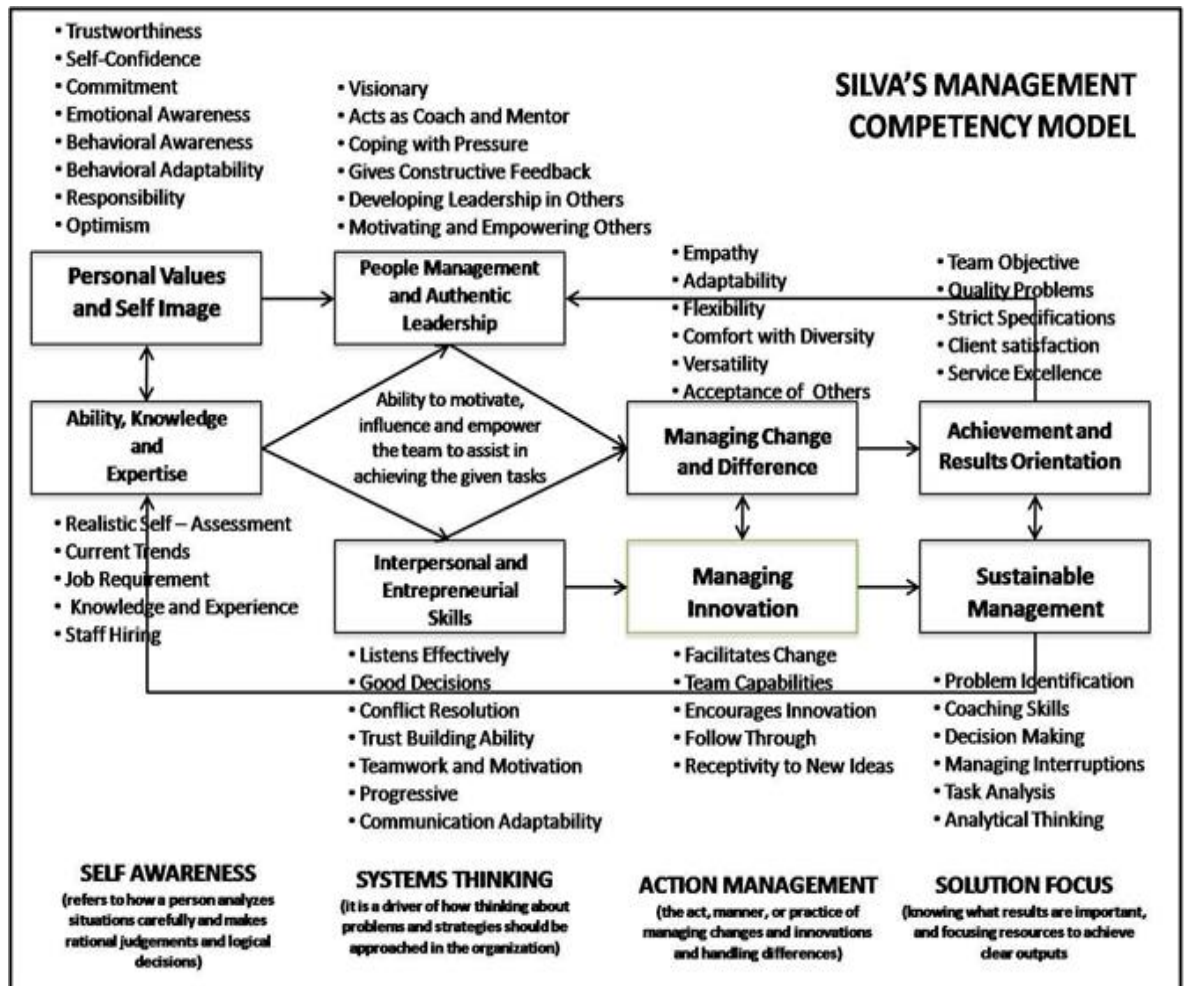 SILVA'S MANAGEMENT
COMPETENCY MODEL
• Trustworthiness
• Self-Confidence
• Commitment
• Emotional Awareness
• Behavioral Awareness
• Behavioral Adaptability
• Responsibility
• Optimism
Personal Values
and Self Image
• Visionary
• Acts as Coach and Mentor
• Coping with Pressure
• Gives Constructive Feedback
• Developing Leadership in Others
• Motivating and Empowering Others
People Management
and Authentic
Leadership
• Empathy
• Adaptability
• Flexibility
• Comfort with Diversity
• Versatility
• Acceptance of Others
Managing Change
and Difference
• Team Objective
• Quality Problems
• Strict Specifications
• Client satisfaction
• Service Excellence
Achievement and
Results Orientation
Ability, Knowledge
and
Expertise
• Realistic Self – Assessment
• Current Trends
• Job Requirement
• Knowledge and Experience
• Staff Hiring
Ability to motivate,
influence and empower
the team to assist in
achieving the given tasks
Interpersonal and
Entrepreneurial
Skills
• Listens Effectively
• Good Decisions
• Conflict Resolution
• Trust Building Ability
• Teamwork and Motivation
• Progressive
• Communication Adaptability
Managing
Innovation
• Facilitates Change
• Team Capabilities
• Encourages Innovation
• Follow Through
• Receptivity to New Ideas
Sustainable
Management
• Problem Identification
• Coaching Skills
• Decision Making
• Managing Interruptions
• Task Analysis
• Analytical Thinking
SELF AWARENESS
(refers to how a person analyzes
situations carefully and makes
rational judgements and logical
decisions)
SYSTEMS THINKING
(it is a driver of how thinking about
problems and strategies should be
approached in the organization)
ACTION MANAGEMENT
(the act, manner, or practice of
managing changes and innovations
and handling differences)
SOLUTION FOCUS
(knowing what results are important,
and focusing resources to achieve
clear outputs